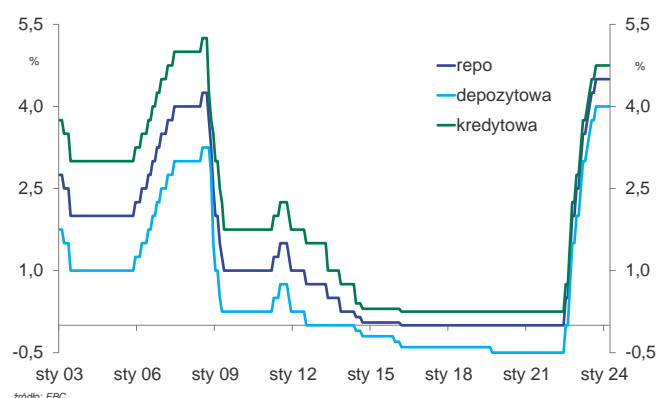 5,5
5,5
%
%
repo
4,0
4,0
depozytowa
kredytowa
2,5
2,5
1,0
1,0
-0,5
-0,5
sty 03
sty 06
sty 09
sty 12
sty 15
sty 18
sty 21
sty 24
źródło: EBC